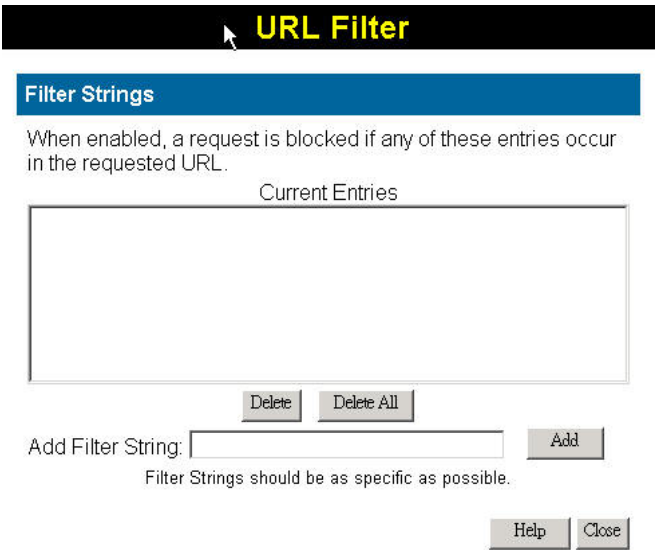 URL Filter
Filter Strings
When enabled, a request is blocked if any of these entries occur
in the requested URL.
Current Entries
Delete Delete All
Add Filter String: Add
Filter Strings should be as specific as possible.
Help Close